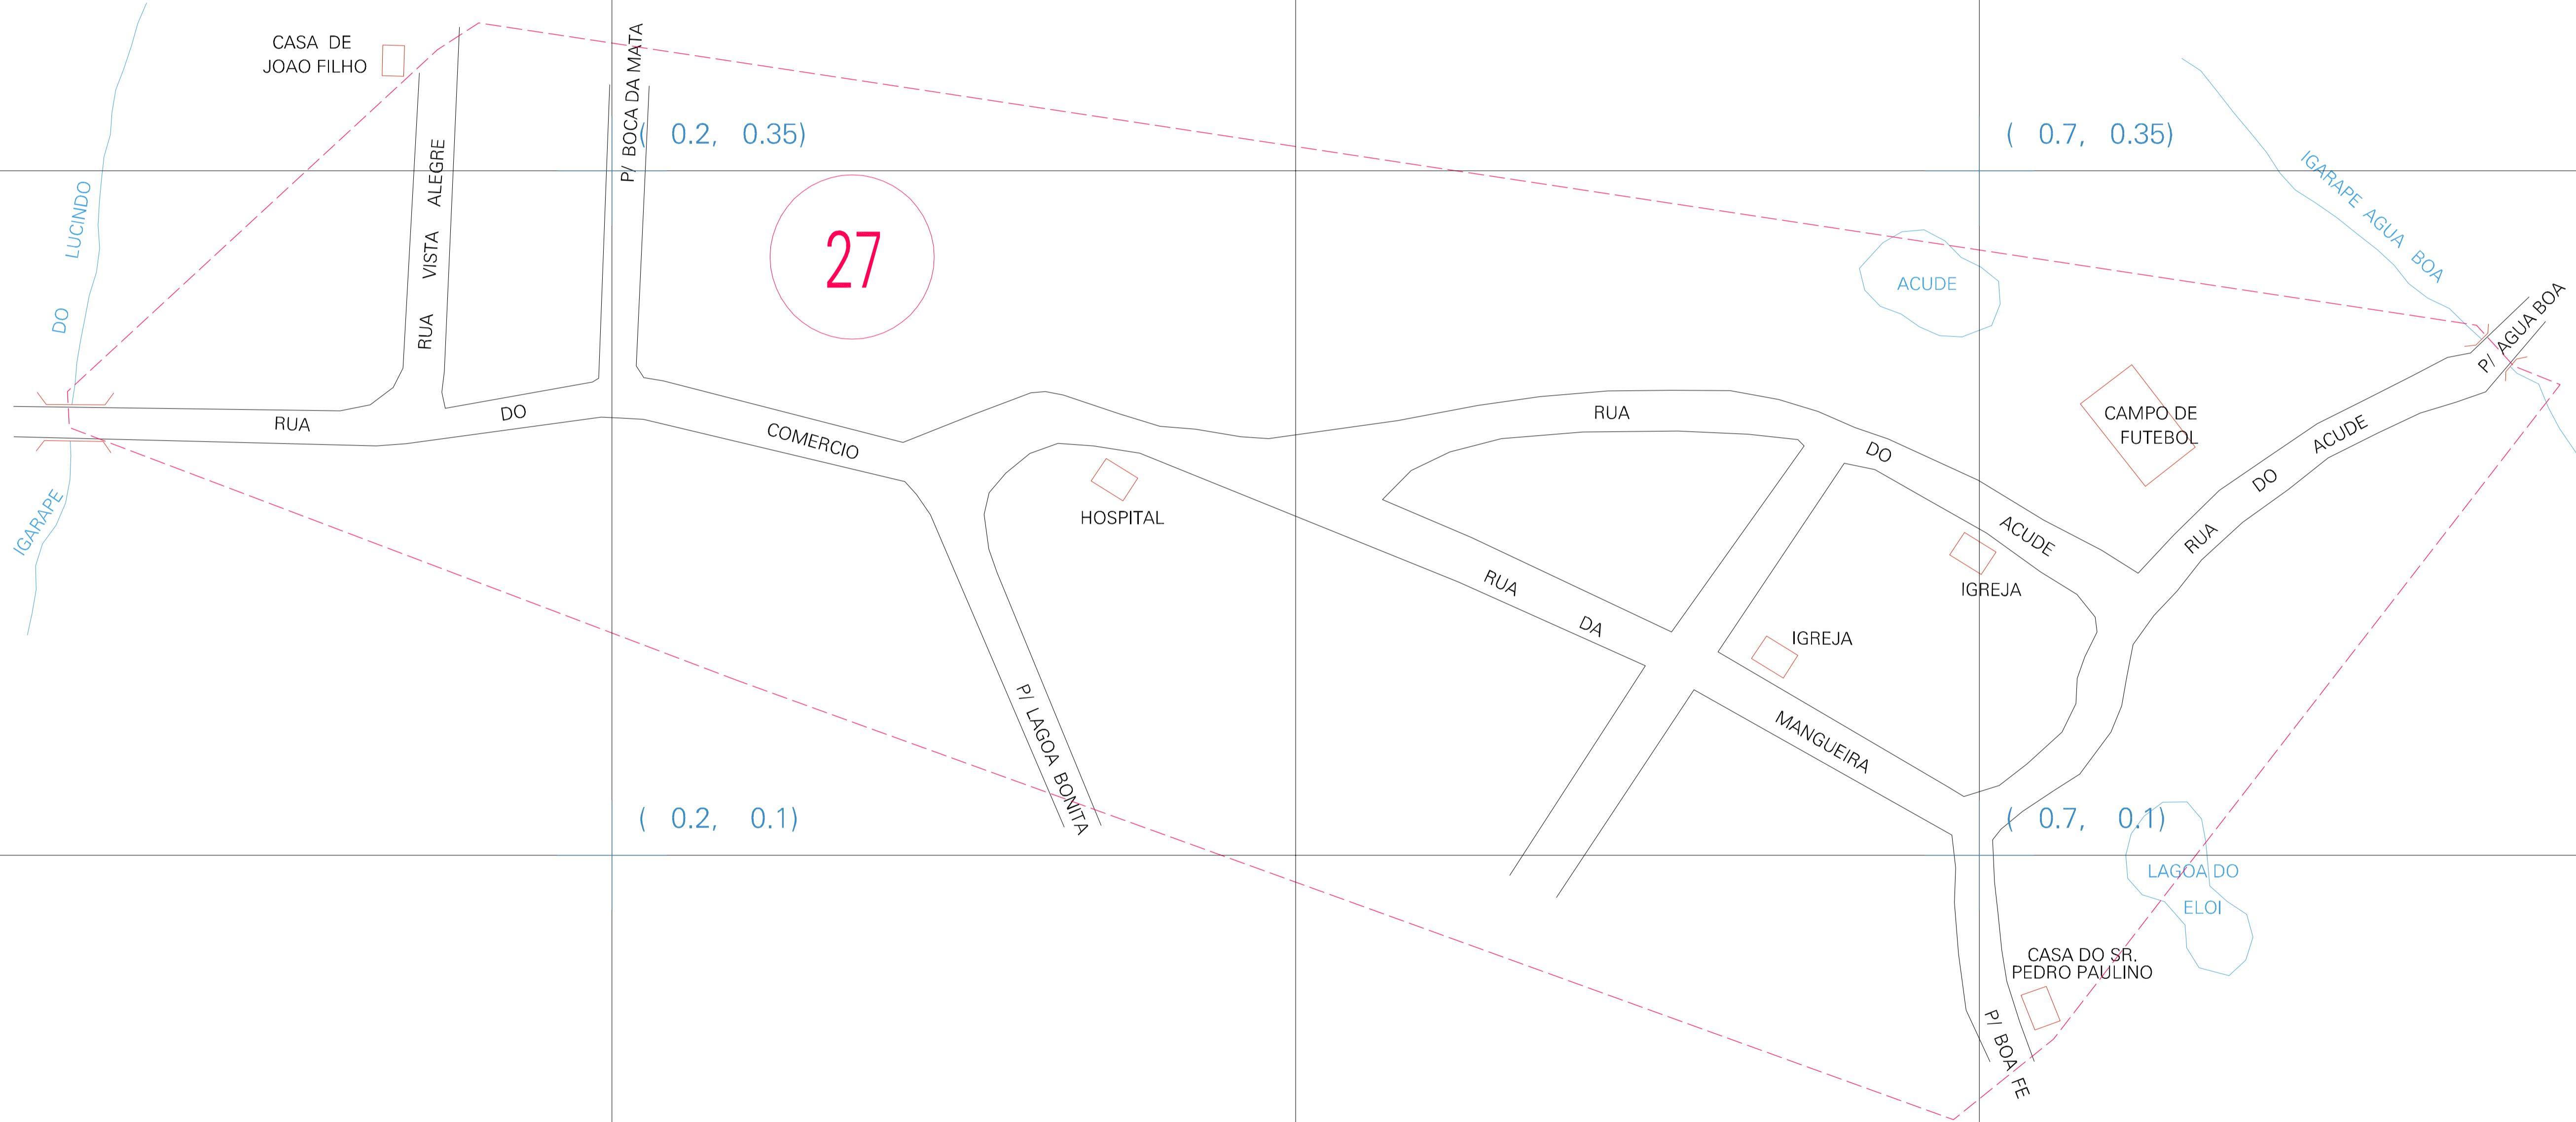 CASA DE
JOAO FILHO
P/ BOCA DA MATA
( 0.2, 0.35)
( 0.7, 0.35)
IGARAPE AGUA BOA
RUA VISTA ALEGRE
IGARAPE DO LUCINDO
27
ACUDE
P/ AGUA BOA
RUA DO COMERCIO
RUA DO ACUDE
CAMPO DE
FUTEBOL
RUA DO ACUDE
HOSPITAL
IGREJA
RUA DA MANGUEIRA
IGREJA
P/ LAGOA BONITA
( 0.2, 0.1)
( 0.7, 0.1)
LAGOA DO
ELOI
CASA DO SR.
PEDRO PAULINO
P/ BOA FE